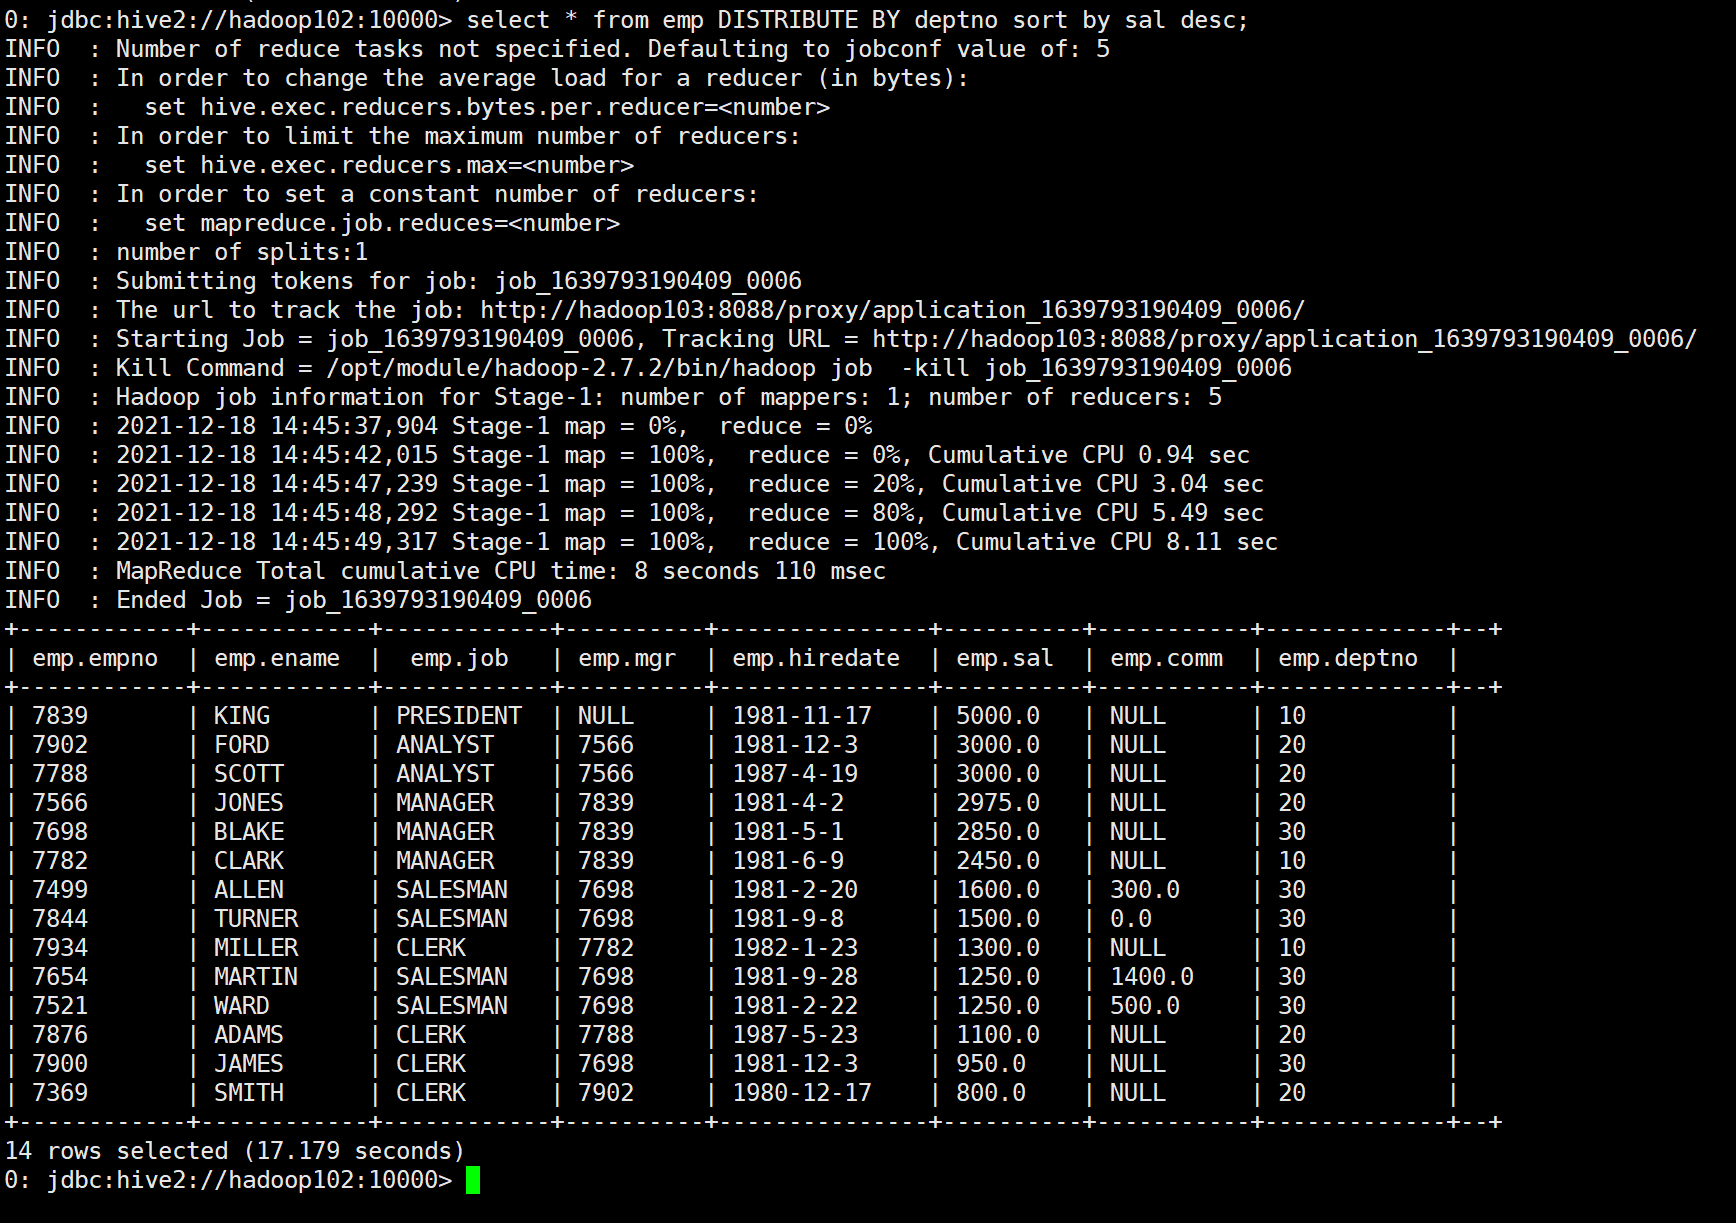 0: jdbc:hive2://hadoop102:10000> select * from emp DISTRIBUTE BY deptno sort by sal desc;
INFO  : Number of reduce tasks not specified. Defaulting to jobconf value of: 5
INFO  : In order to change the average load for a reducer (in bytes):
INFO  :   set hive.exec.reducers.bytes.per.reducer=<number>
INFO  : In order to limit the maximum number of reducers:
INFO  :   set hive.exec.reducers.max=<number>
INFO  : In order to set a constant number of reducers:
INFO  :   set mapreduce.job.reduces=<number>
INFO  : number of splits:1
INFO  : Submitting tokens for job: job_1639793190409_0006
INFO  : The url to track the job: http://hadoop103:8088/proxy/application_1639793190409_0006/
INFO  : Starting Job = job_1639793190409_0006, Tracking URL = http://hadoop103:8088/proxy/application_1639793190409_0006/
INFO  : Kill Command = /opt/module/hadoop-2.7.2/bin/hadoop job  -kill job_1639793190409_0006
INFO  : Hadoop job information for Stage-1: number of mappers: 1; number of reducers: 5
INFO  : 2021-12-18 14:45:37,904 Stage-1 map = 0%,  reduce = 0%
INFO  : 2021-12-18 14:45:42,015 Stage-1 map = 100%,  reduce = 0%, Cumulative CPU 0.94 sec
INFO  : 2021-12-18 14:45:47,239 Stage-1 map = 100%,  reduce = 20%, Cumulative CPU 3.04 sec
INFO  : 2021-12-18 14:45:48,292 Stage-1 map = 100%,  reduce = 80%, Cumulative CPU 5.49 sec
INFO  : 2021-12-18 14:45:49,317 Stage-1 map = 100%,  reduce = 100%, Cumulative CPU 8.11 sec
INFO  : MapReduce Total cumulative CPU time: 8 seconds 110 msec
INFO  : Ended Job = job_1639793190409_0006
+------------+------------+------------+----------+---------------+----------+-----------+-------------+--+
| emp.empno  | emp.ename  |  emp.job   | emp.mgr  | emp.hiredate  | emp.sal  | emp.comm  | emp.deptno  |
+------------+------------+------------+----------+---------------+----------+-----------+-------------+--+
| 7839       | KING       | PRESIDENT  | NULL     | 1981-11-17    | 5000.0   | NULL      | 10          |
| 7902       | FORD       | ANALYST    | 7566     | 1981-12-3     | 3000.0   | NULL      | 20          |
| 7788       | SCOTT      | ANALYST    | 7566     | 1987-4-19     | 3000.0   | NULL      | 20          |
| 7566       | JONES      | MANAGER    | 7839     | 1981-4-2      | 2975.0   | NULL      | 20          |
| 7698       | BLAKE      | MANAGER    | 7839     | 1981-5-1      | 2850.0   | NULL      | 30          |
| 7782       | CLARK      | MANAGER    | 7839     | 1981-6-9      | 2450.0   | NULL      | 10          |
| 7499       | ALLEN      | SALESMAN   | 7698     | 1981-2-20     | 1600.0   | 300.0     | 30          |
| 7844       | TURNER     | SALESMAN   | 7698     | 1981-9-8      | 1500.0   | 0.0       | 30          |
| 7934       | MILLER     | CLERK      | 7782     | 1982-1-23     | 1300.0   | NULL      | 10          |
| 7654       | MARTIN     | SALESMAN   | 7698     | 1981-9-28     | 1250.0   | 1400.0    | 30          |
| 7521       | WARD       | SALESMAN   | 7698     | 1981-2-22     | 1250.0   | 500.0     | 30          |
| 7876       | ADAMS      | CLERK      | 7788     | 1987-5-23     | 1100.0   | NULL      | 20          |
| 7900       | JAMES      | CLERK      | 7698     | 1981-12-3     | 950.0    | NULL      | 30          |
| 7369       | SMITH      | CLERK      | 7902     | 1980-12-17    | 800.0    | NULL      | 20          |
+------------+------------+------------+----------+---------------+----------+-----------+-------------+--+
14 rows selected (17.179 seconds)
0: jdbc:hive2://hadoop102:10000>